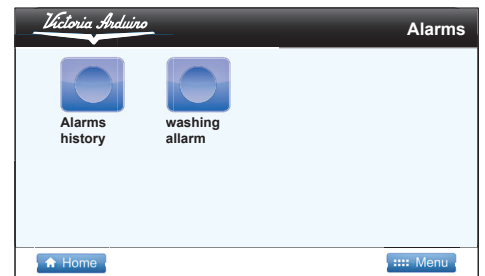 Victoria Arduino
Alarms
Alarms
history
washing
allarm
Home
Menu